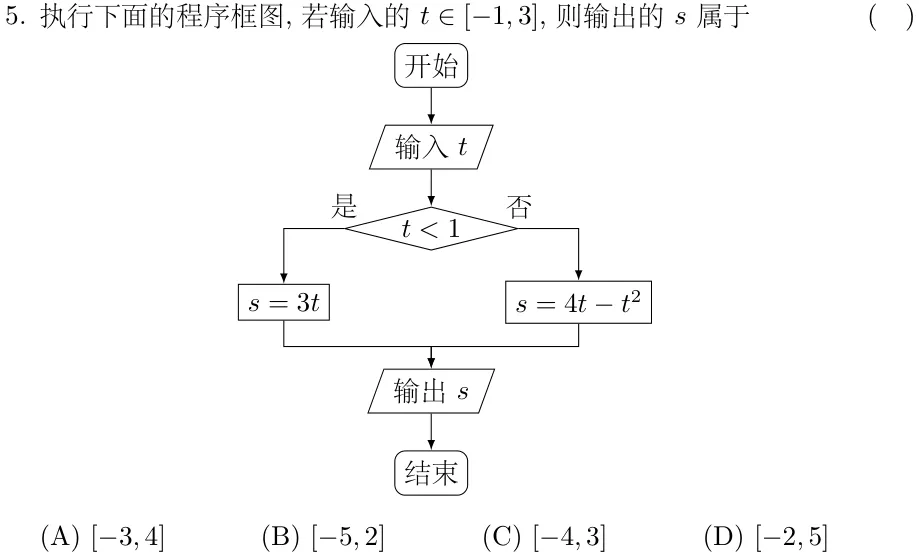 5. 执行下面的程序框图, 若输入的 t ∈ [−1, 3], 则输出的 s 属于 ( )
开始
输入 t
是 否
t < 1
s = 3t s = 4t − t²
输出 s
结束
(A) [−3, 4] (B) [−5, 2] (C) [−4, 3] (D) [−2, 5]